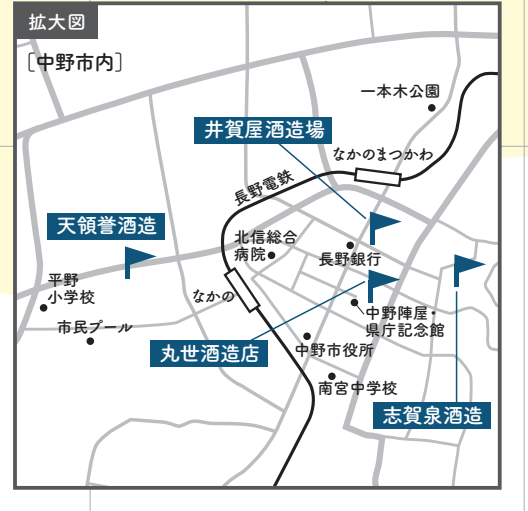 拡大図
［中野市内］
一本木公園
井賀屋酒造場
なかのまつかわ
長野電鉄
天領誉酒造
北信総合
病院
長野銀行
平野
小学校
なかの
中野陣屋・
県庁記念館
市民プール
丸世酒造店
中野市役所
南宮中学校
志賀泉酒造